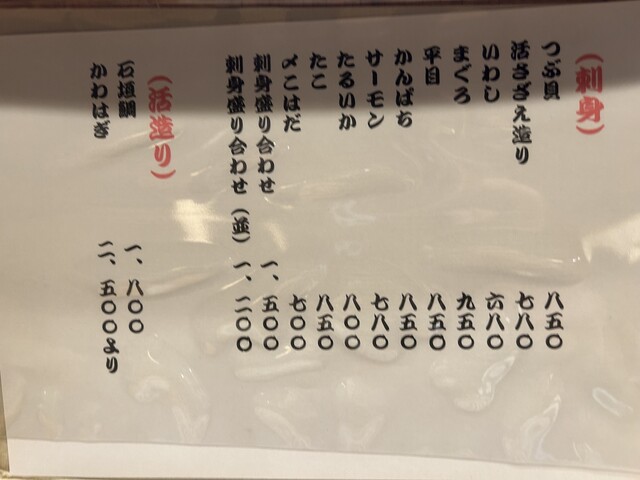 （刺身）
つぶ貝 八五〇
活さざえ造り 七八〇
いわし 六八〇
まぐろ 九五〇
平目 八五〇
かんぱち 八五〇
サーモン 七八〇
たるいか 八〇〇
たこ 八五〇
〆こはだ 七〇〇
刺身盛り合わせ 一、五〇〇
刺身盛り合わせ（並） 一、二〇〇
（活造り）
石垣鯛 一、八〇〇
かわはぎ 二、五〇〇より